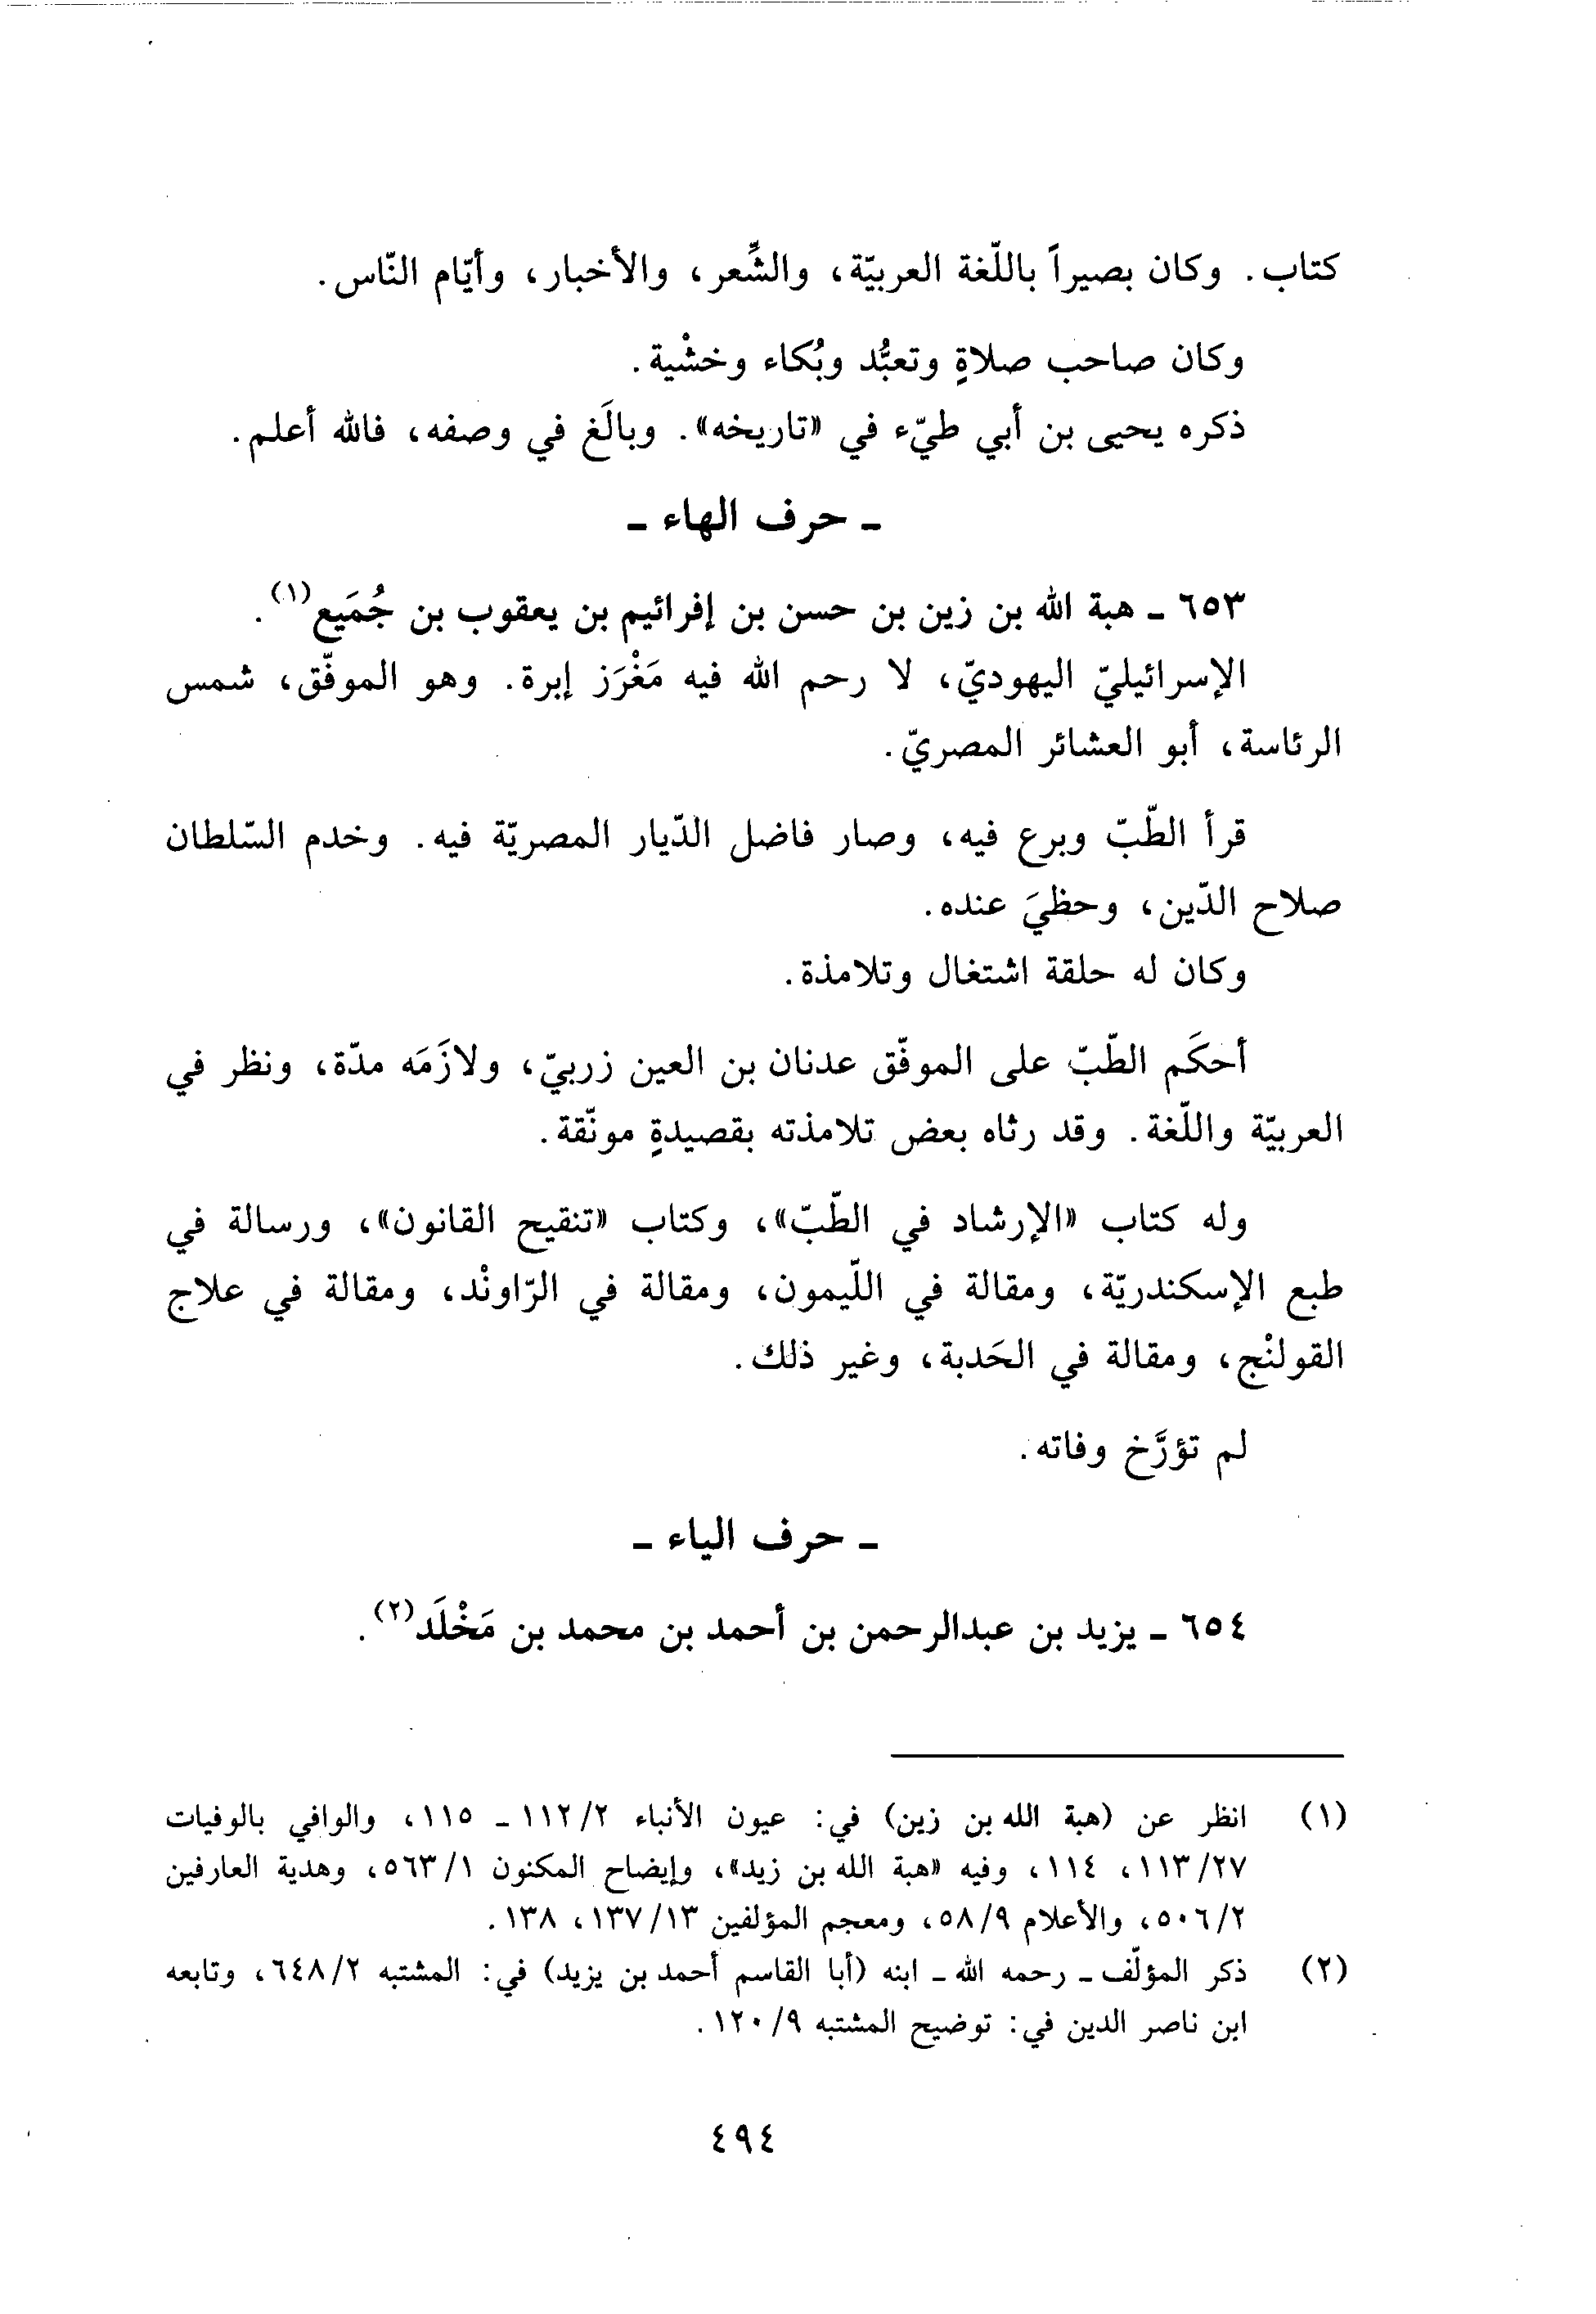 كتاب. وكان بصيراً باللّغة العربيّة، والشِّعر، والأخبار، وأيّام النّاس.
وكان صاحب صلاةٍ وتعبُّد وبُكاء وخشْية.
ذكره يحيى بن أبي طيّء في «تاريخه». وبالَغ في وصفه، فالله أعلم.
ـ حرف الهاء ـ
٦٥٣ ـ هبة الله بن زين بن حسن بن إفرائيم بن يعقوب بن جُمَيع(١).
الإسرائيليّ اليهوديّ، لا رحم الله فيه مَغْرَز إبرة. وهو الموفّق، شمس
الرئاسة، أبو العشائر المصريّ.
قرأ الطّبّ وبرع فيه، وصار فاضل الدّيار المصريّة فيه. وخدم السّلطان
صلاح الدّين، وحظيَ عنده.
وكان له حلقة اشتغال وتلامذة.
أحكَم الطّبّ على الموفّق عدنان بن العين زربيّ، ولازَمَه مدّة، ونظر في
العربيّة واللّغة. وقد رثاه بعض تلامذته بقصيدةٍ مونّقة.
وله كتاب «الإرشاد في الطّبّ»، وكتاب «تنقيح القانون»، ورسالة في
طبع الإسكندريّة، ومقالة في اللّيمون، ومقالة في الرّاونْد، ومقالة في علاج
القولنْج، ومقالة في الحَدبة، وغير ذلك.
لم تؤرَّخ وفاته.
ـ حرف الياء ـ
٦٥٤ ـ يزيد بن عبدالرحمن بن أحمد بن محمد بن مَخْلَد(٢).
(١) انظر عن (هبة الله بن زين) في: عيون الأنباء ١١٢/٢ ـ ١١٥، والوافي بالوفيات
١١٣/٢٧، ١١٤، وفيه «هبة الله بن زيد»، وإيضاح المكنون ٥٦٣/١، وهدية العارفين
٥٠٦/٢، والأعلام ٥٨/٩، ومعجم المؤلفين ١٣٧/١٣، ١٣٨.
(٢) ذكر المؤلّف ـ رحمه الله ـ ابنه (أبا القاسم أحمد بن يزيد) في: المشتبه ٦٤٨/٢، وتابعه
ابن ناصر الدين في: توضيح المشتبه ١٢٠/٩.
٤٩٤